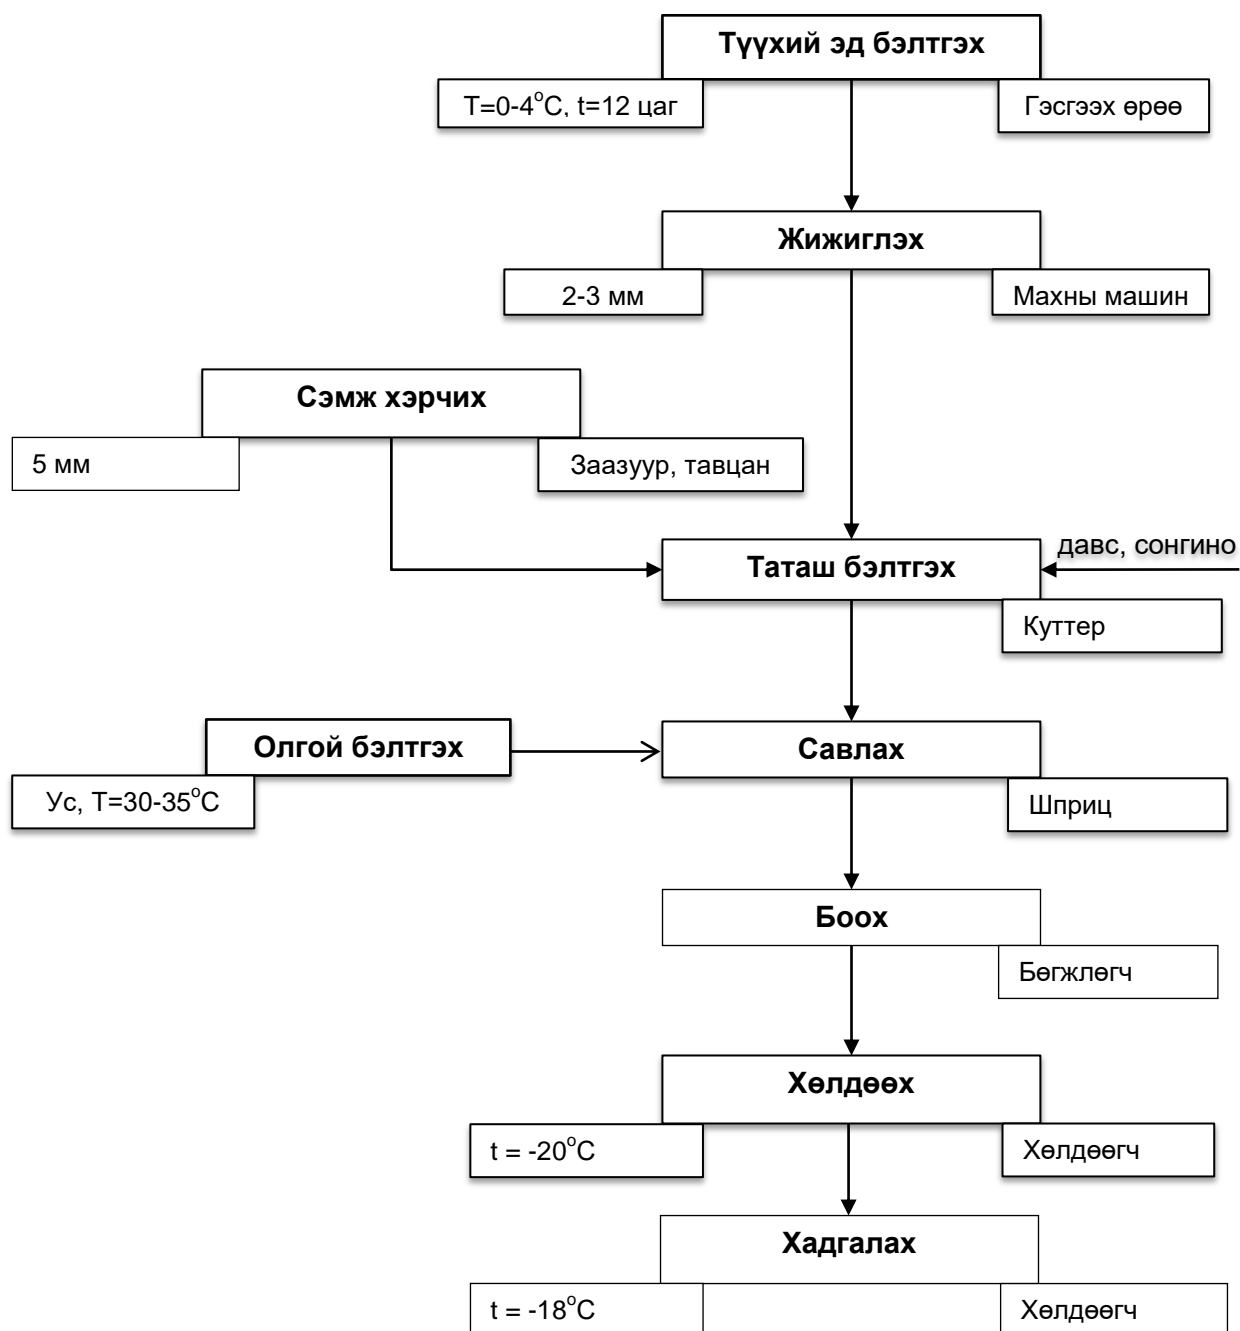 Түүхий эд бэлтгэх
T=0-4°C, t=12 цаг
Гэсгээх өрөө
Жижиглэх
2-3 мм
Махны машин
Сэмж хэрчих
5 мм
Заазуур, тавцан
давс, сонгино
Таташ бэлтгэх
Куттер
Олгой бэлтгэх
Савлах
Ус, T=30-35°C
Шприц
Боох
Бөгжлөгч
Хөлдөөх
t = -20°C
Хөлдөөгч
Хадгалах
t = -18°C
Хөлдөөгч